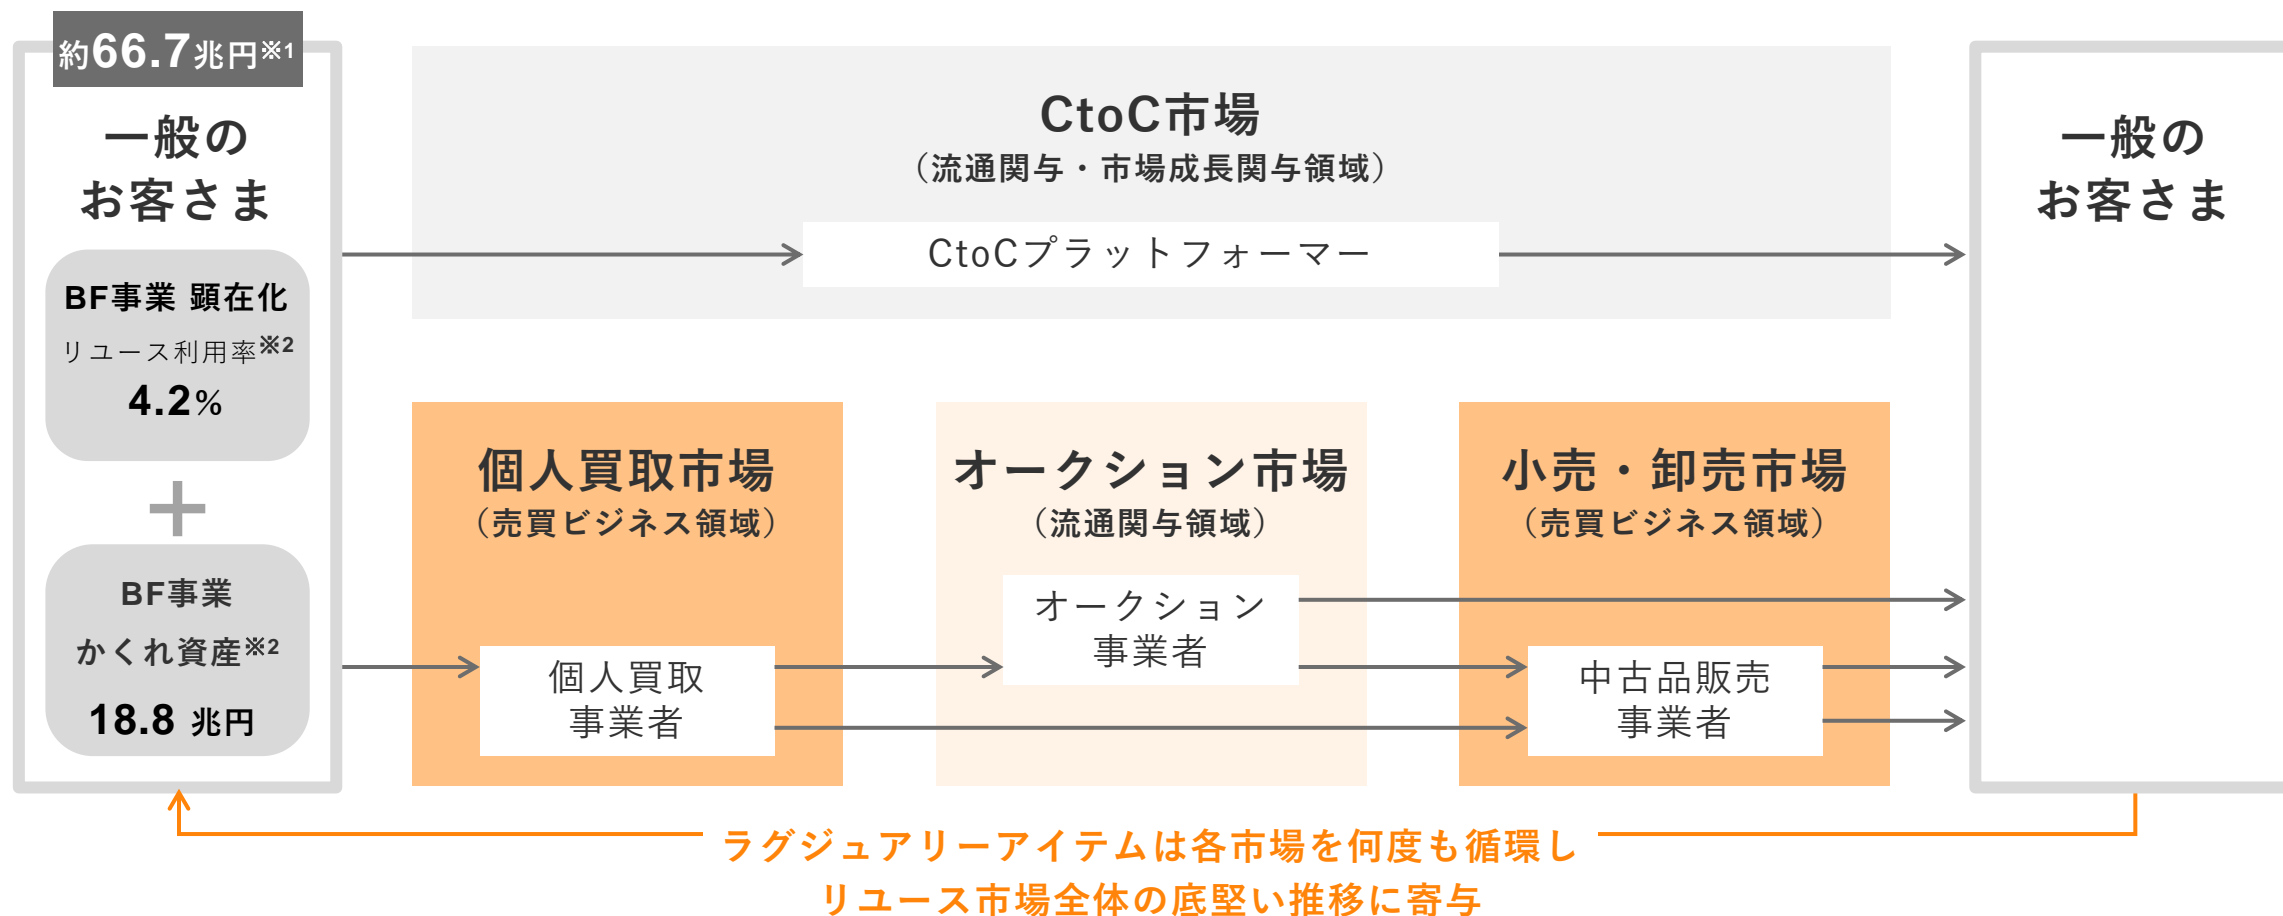 約66.7兆円※1
一般の
お客さま
BF事業 顕在化
リユース利用率※2
4.2%
＋
BF事業
かくれ資産※2
18.8 兆円
CtoC市場
（流通関与・市場成長関与領域）
CtoCプラットフォーマー
個人買取市場
（売買ビジネス領域）
個人買取
事業者
オークション市場
（流通関与領域）
オークション
事業者
小売・卸売市場
（売買ビジネス領域）
中古品販売
事業者
一般の
お客さま
ラグジュアリーアイテムは各市場を何度も循環し
リユース市場全体の底堅い推移に寄与